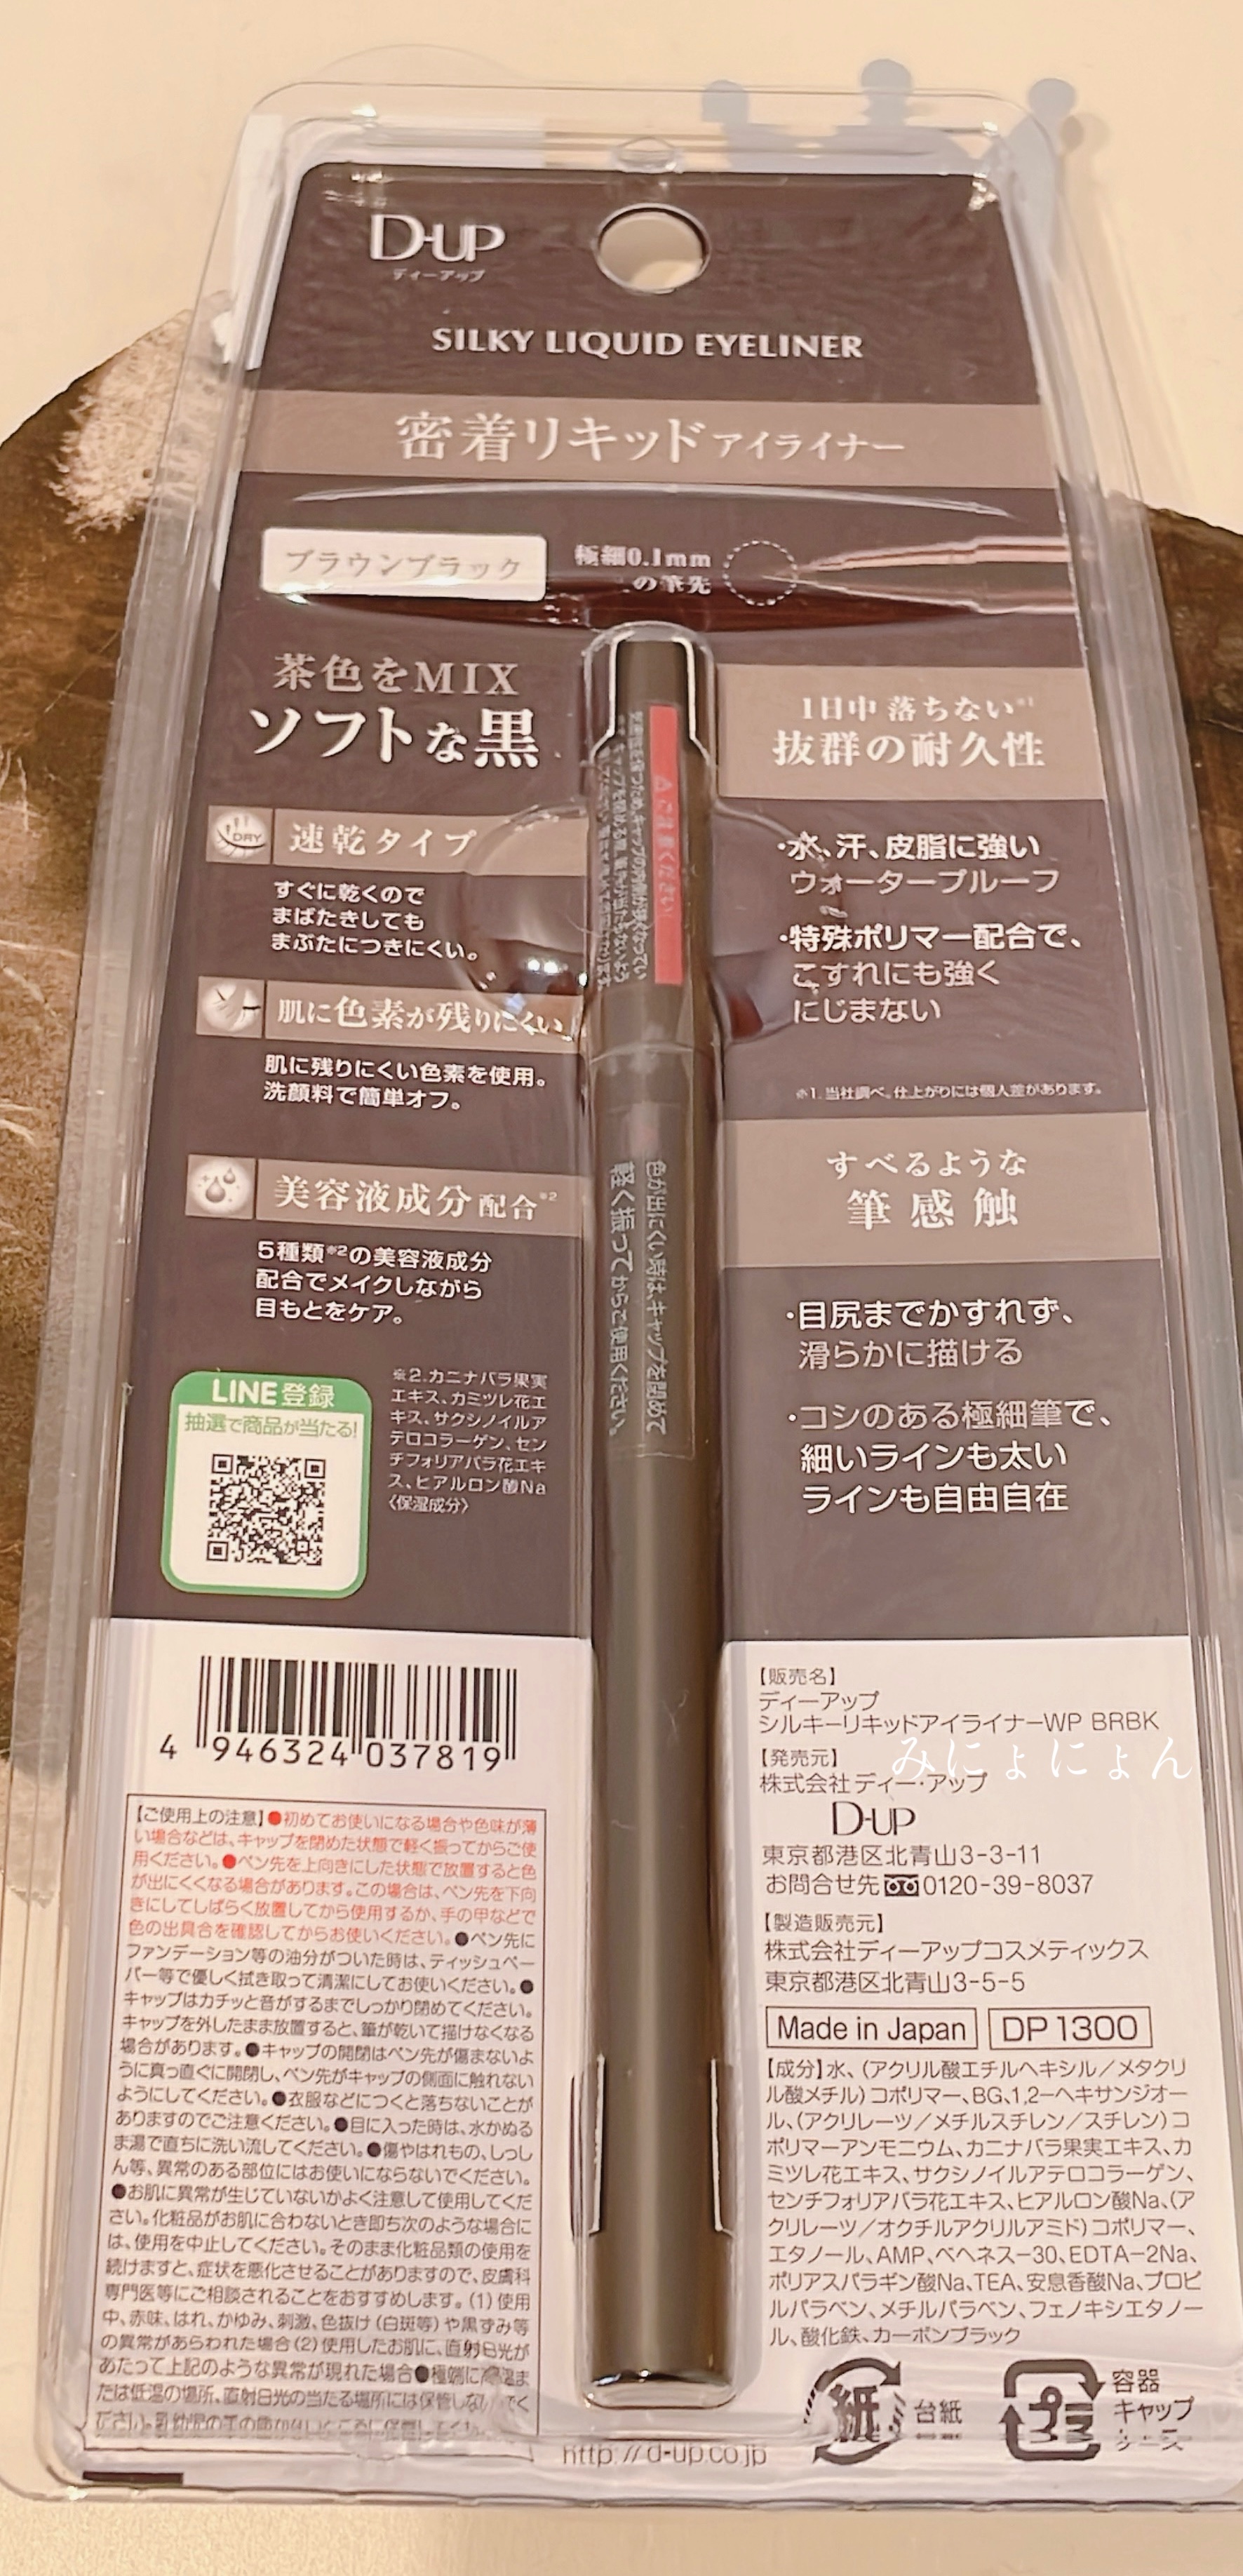 D-UP
ディーアップ
SILKY LIQUID EYELINER
密着リキッドアイライナー
ブラウンブラック
極細0.1mm
の筆先
茶色をMIX
ソフトな黒
DRY
速乾タイプ
すぐに乾くので
まばたきしても
まぶたにつきにくい。
肌に色素が残りにくい
肌に残りにくい色素を使用。
洗顔料で簡単オフ。
美容液成分配合※2
5種類※2の美容液成分
配合でメイクしながら
目もとをケア。
※2.カニナバラ果実
エキス、カミツレ花エ
キス、サクシノイルア
テロコラーゲン、セン
チフォリアバラ花エキ
ス、ヒアルロン酸Na
〈保湿成分〉
LINE登録
抽選で商品が当たる!
ご注意ください
色が出にくい時は、キャップを閉めて
軽く振ってからご使用ください。
1日中落ちない※1
抜群の耐久性
・水、汗、皮脂に強い
ウォータープルーフ
・特殊ポリマー配合で、
こすれにも強く
にじまない
※1.当社調べ。仕上がりには個人差があります。
すべるような
筆感触
・目尻までかすれず、
滑らかに描ける
・コシのある極細筆で、
細いラインも太い
ラインも自由自在
4 946324 037819
【ご使用上の注意】●初めてお使いになる場合や色味が薄
い場合などは、キャップを閉めた状態で軽く振ってからご使
用ください。●ペン先を上向きにした状態で放置すると色
が出にくくなる場合があります。この場合は、ペン先を下向
きにしてしばらく放置してから使用するか、手の甲などで
色の出具合を確認してからお使いください。●ペン先に
ファンデーション等の油分がついた時は、ティッシュペー
パー等で優しく拭き取って清潔にしてお使いください。●
キャップはカチッと音がするまでしっかり閉めてください。
キャップを外したまま放置すると、筆が乾いて描けなくなる
場合があります。●キャップの開閉はペン先が傷まないよ
うに真っ直ぐに開閉し、ペン先がキャップの側面に触れない
ようにしてください。●衣服などにつくと落ちないことが
ありますのでご注意ください。●目に入った時は、水かぬる
ま湯で直ちに洗い流してください。●傷やはれもの、しっし
ん等、異常のある部位にはお使いにならないでください。
●お肌に異常が生じていないかよく注意して使用してくだ
さい。化粧品がお肌に合わないとき即ち次のような場合に
は、使用を中止してください。そのまま化粧品類の使用を
続けますと、症状を悪化させることがありますので、皮膚科
専門医等にご相談されることをおすすめします。(1)使用
中、赤味、はれ、かゆみ、刺激、色抜け(白斑等)や黒ずみ等
の異常があらわれた場合(2)使用したお肌に、直射日光が
あたって上記のような異常が現れた場合●極端に高温ま
たは低温の場所、直射日光の当たる場所には保管しないでく
ださい。
【販売名】
ディーアップ
シルキーリキッドアイライナーWP BRBK
みにょにょん
【発売元】
株式会社ディー・アップ
D-UP
東京都港区北青山3-3-11
お問合せ先 0120-39-8037
【製造販売元】
株式会社ディーアップコスメティックス
東京都港区北青山3-5-5
Made in Japan DP1300
【成分】水、(アクリル酸エチルヘキシル/メタクリ
ル酸メチル)コポリマー、BG、1,2-ヘキサンジオー
ル、(アクリレーツ/メチルスチレン/スチレン)コ
ポリマーアンモニウム、カニナバラ果実エキス、カ
ミツレ花エキス、サクシノイルアテロコラーゲン、
センチフォリアバラ花エキス、ヒアルロン酸Na、(ア
クリレーツ/オクチルアクリルアミド)コポリマー、
エタノール、AMP、ベヘネス-30、EDTA-2Na、
ポリアスパラギン酸Na、TEA、安息香酸Na、プロピ
ルパラベン、メチルパラベン、フェノキシエタノー
ル、酸化鉄、カーボンブラック
紙 台紙
プラ 容器
キャップ
ケース
http://d-up.co.jp